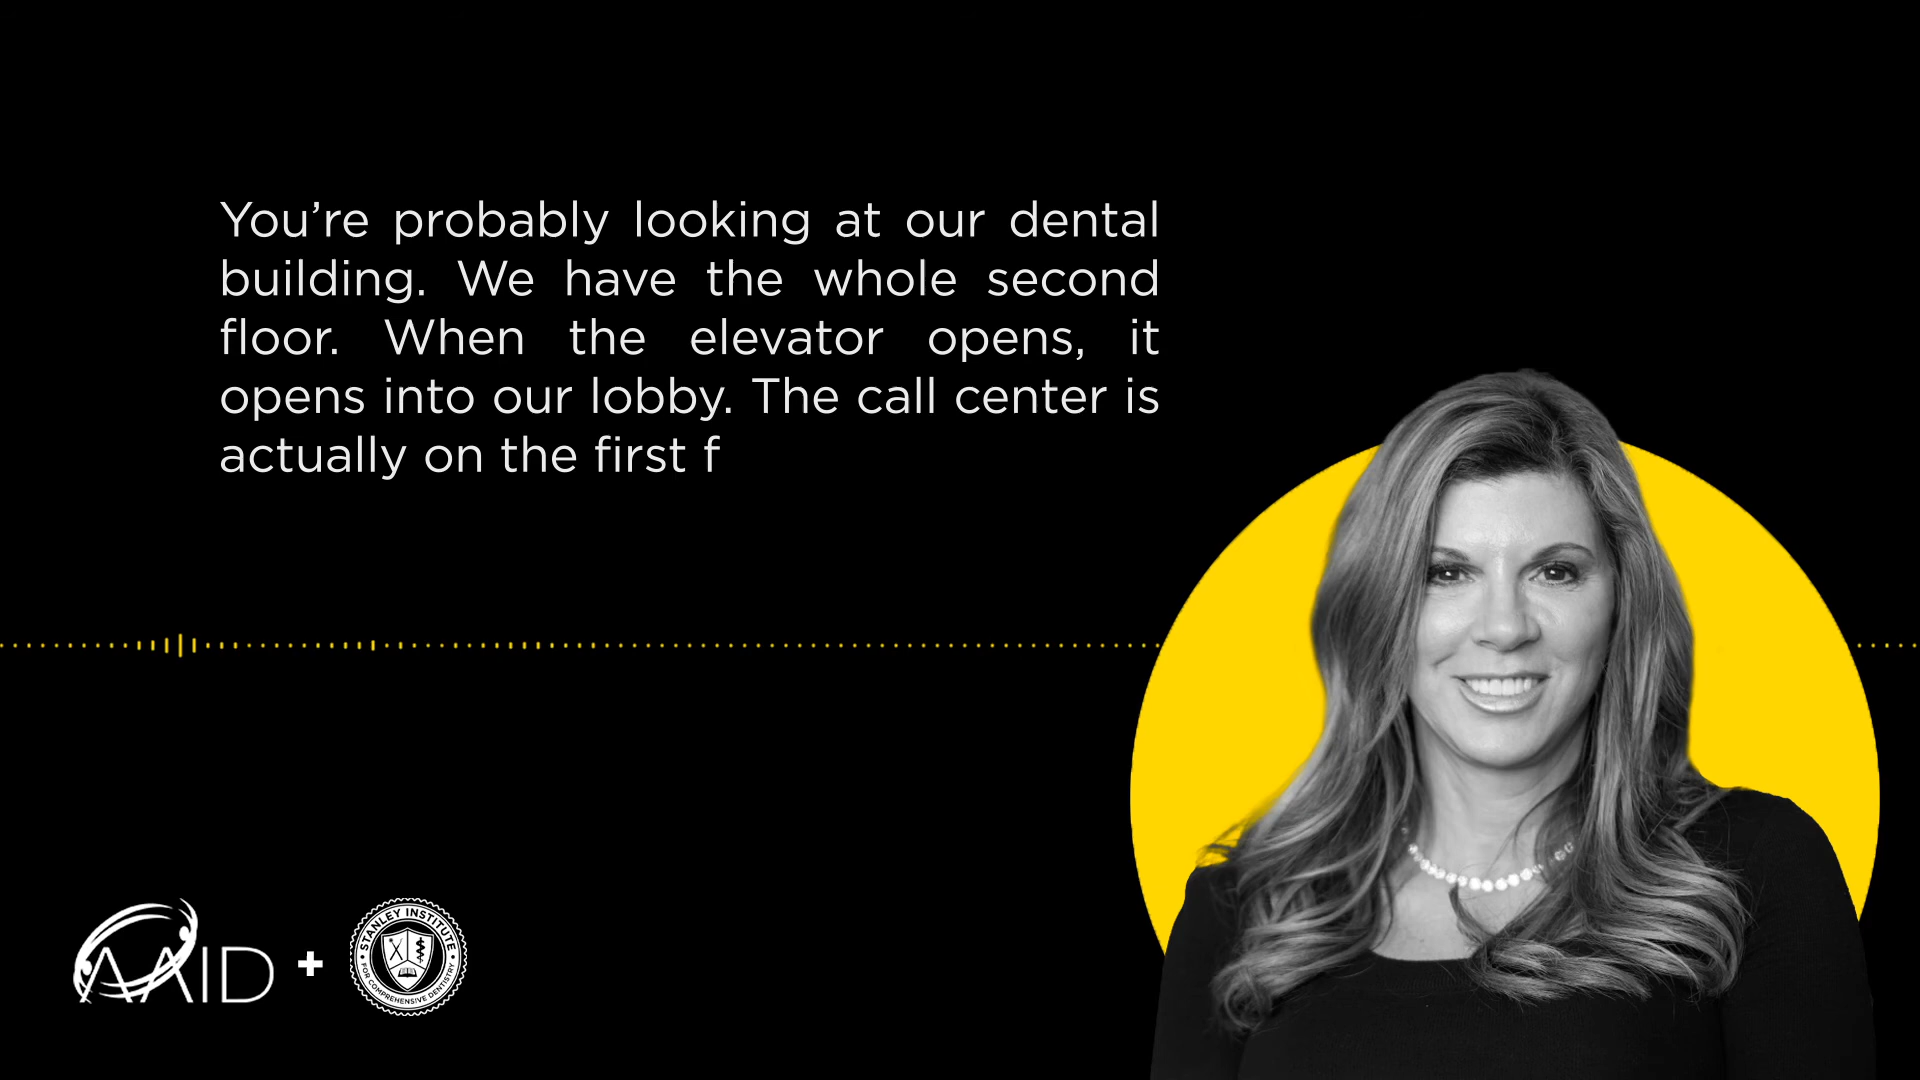 You’re probably looking at our dental
building. We have the whole second
floor. When the elevator opens, it
opens into our lobby. The call center is
actually on the first f
AAID +
STANLEY INSTITUTE
FOR COMPREHENSIVE DENTISTRY